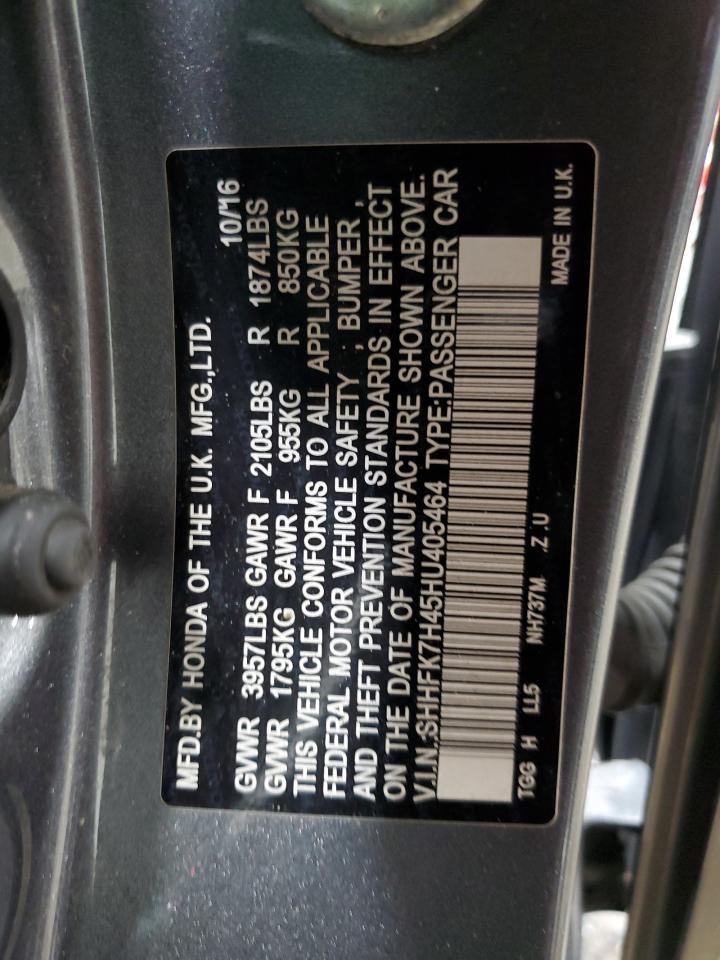 MFD.BY HONDA OF THE U.K. MFG.,LTD. 10/16
GVWR 3957LBS GAWR F 2105LBS R 1874LBS
GVWR 1795KG GAWR F 955KG R 850KG
THIS VEHICLE CONFORMS TO ALL APPLICABLE
FEDERAL MOTOR VEHICLE SAFETY , BUMPER ,
AND THEFT PREVENTION STANDARDS IN EFFECT
ON THE DATE OF MANUFACTURE SHOWN ABOVE.
V.I.N.:SHHFK7H45HU405464 TYPE:PASSENGER CAR
TGG H LL5 NH737M Z.U MADE IN U.K.